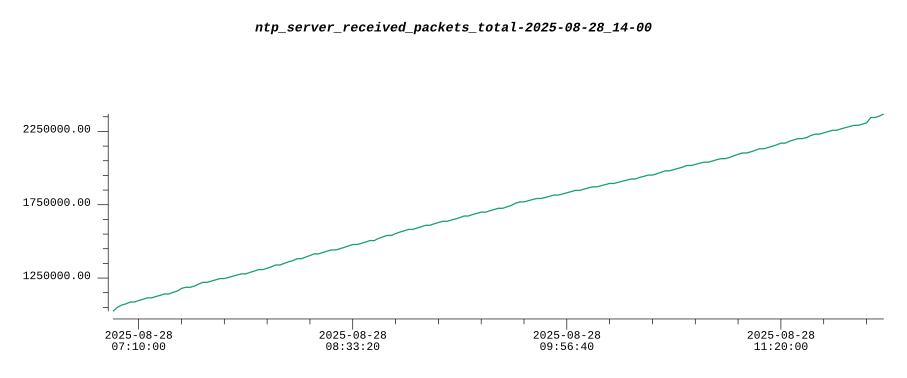 ntp_server_received_packets_total-2025-08-28_14-00
2250000.00
1750000.00
1250000.00
2025-08-28 2025-08-28 2025-08-28 2025-08-28
07:10:00 08:33:20 09:56:40 11:20:00